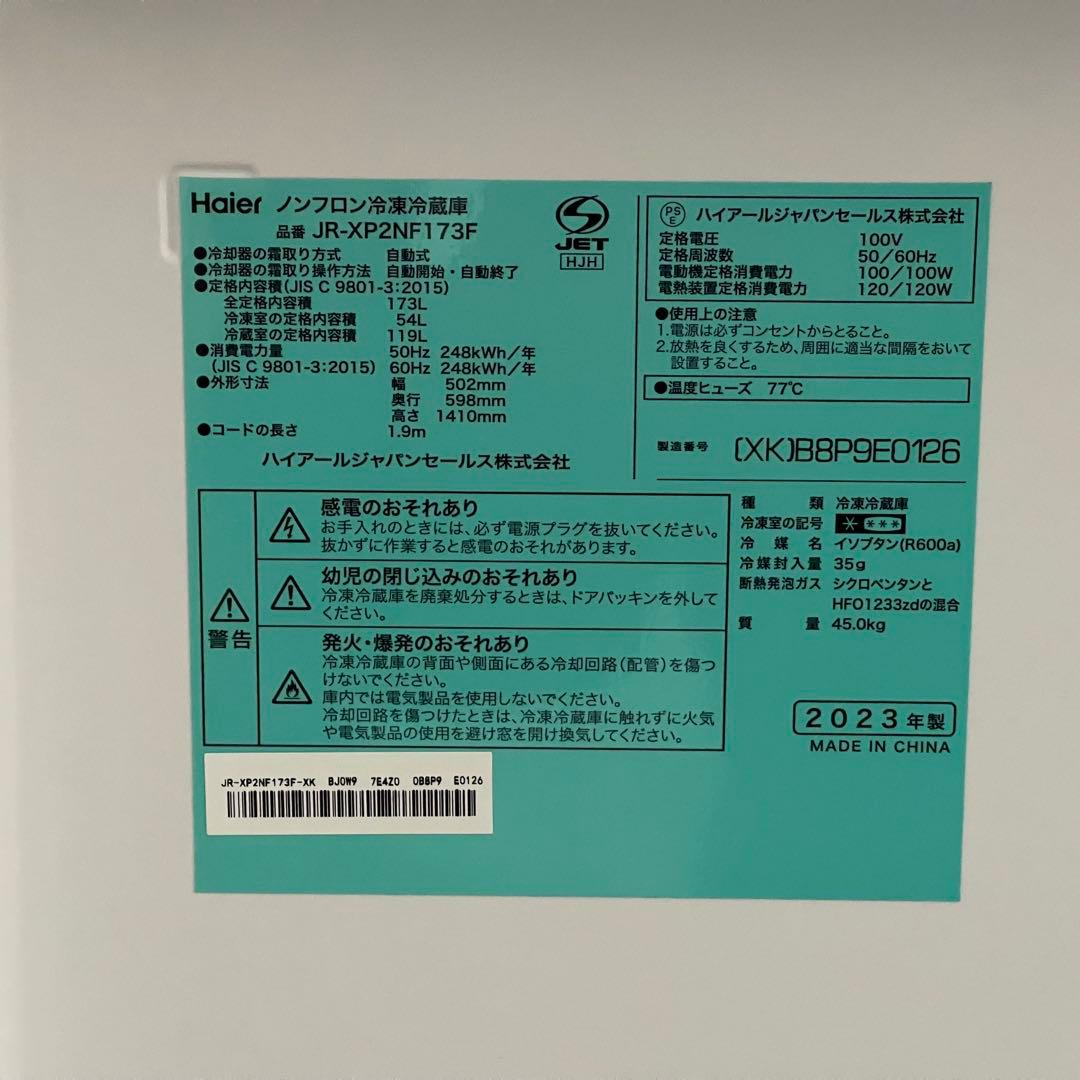 Haier ノンフロン冷凍冷蔵庫
品番 JR-XP2NF173F
●冷却器の霜取り方式 自動式
●冷却器の霜取り操作方法 自動開始・自動終了
●定格内容積(JIS C 9801-3:2015)
全定格内容積 173L
冷凍室の定格内容積 54L
冷蔵室の定格内容積 119L
●消費電力量 50Hz 248kWh/年
(JIS C 9801-3:2015) 60Hz 248kWh/年
●外形寸法 幅 502mm
奥行 598mm
高さ 1410mm
●コードの長さ 1.9m
ハイアールジャパンセールス株式会社
JET
HJH
PSE ハイアールジャパンセールス株式会社
定格電圧 100V
定格周波数 50/60Hz
電動機定格消費電力 100/100W
電熱装置定格消費電力 120/120W
●使用上の注意
1.電源は必ずコンセントからとること。
2.放熱を良くするため、周囲に適当な間隔をおいて
設置すること。
●温度ヒューズ 77℃
製造番号 (XK)B8P9E0126
警告
感電のおそれあり
お手入れのときには、必ず電源プラグを抜いてください。
抜かずに作業すると感電のおそれがあります。
幼児の閉じ込みのおそれあり
冷凍冷蔵庫を廃棄処分するときは、ドアパッキンを外して
ください。
発火・爆発のおそれあり
冷凍冷蔵庫の背面や側面にある冷却回路(配管)を傷つ
けないでください。
庫内では電気製品を使用しないでください。
冷却回路を傷つけたときは、冷凍冷蔵庫に触れずに火気
や電気製品の使用を避け窓を開け換気してください。
種類 冷凍冷蔵庫
冷凍室の記号 * ***
冷媒名 イソブタン(R600a)
冷媒封入量 35g
断熱発泡ガス シクロペンタンと
HFO1233zdの混合
質量 45.0kg
2023年製
MADE IN CHINA
JR-XP2NF173F-XK BJ0W9 7E4Z0 0B8P9 E0126